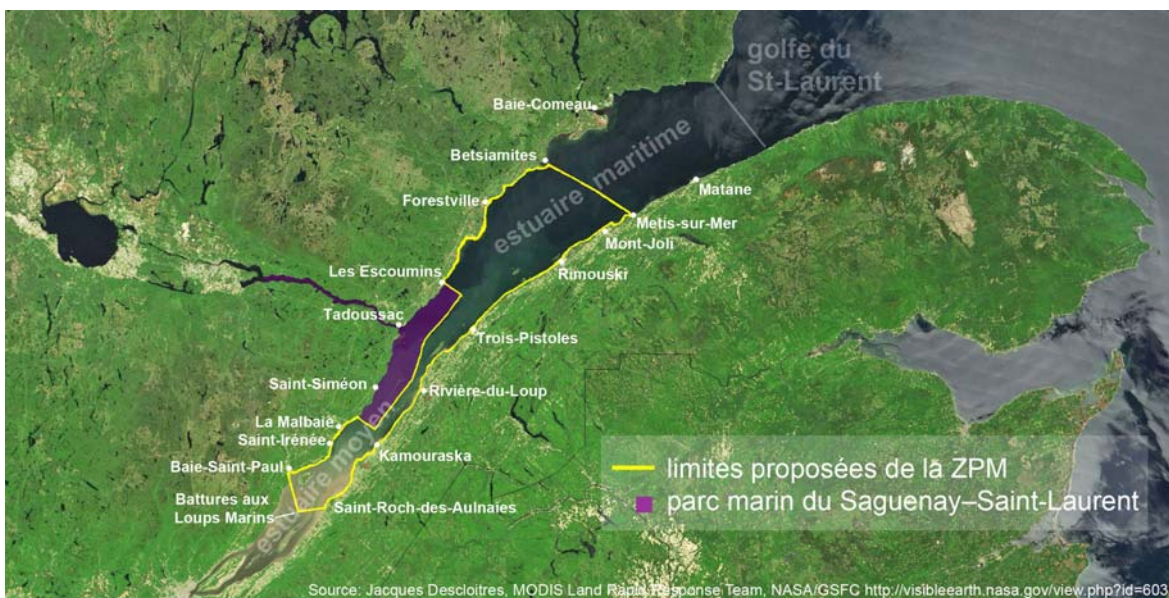 golfe du
St-Laurent
Baie-Comeau
estuaire maritime
Betsiamites
Matane
Forestville
Metis-sur-Mer
Mont-Joli
Rimouski
Les Escoumins
Tadoussac
Trois-Pistoles
Saint-Siméon
Rivière-du-Loup
La Malbaie
Saint-Irénée
estuaire moyen
Kamouraska
Baie-Saint-Paul
Battures aux
Loups Marins
Saint-Roch-des-Aulnaies
limites proposées de la ZPM
parc marin du Saguenay–Saint-Laurent
Source: Jacques Descloitres, MODIS Land Rapid Response Team, NASA/GSFC http://visibleearth.nasa.gov/view.php?id=603